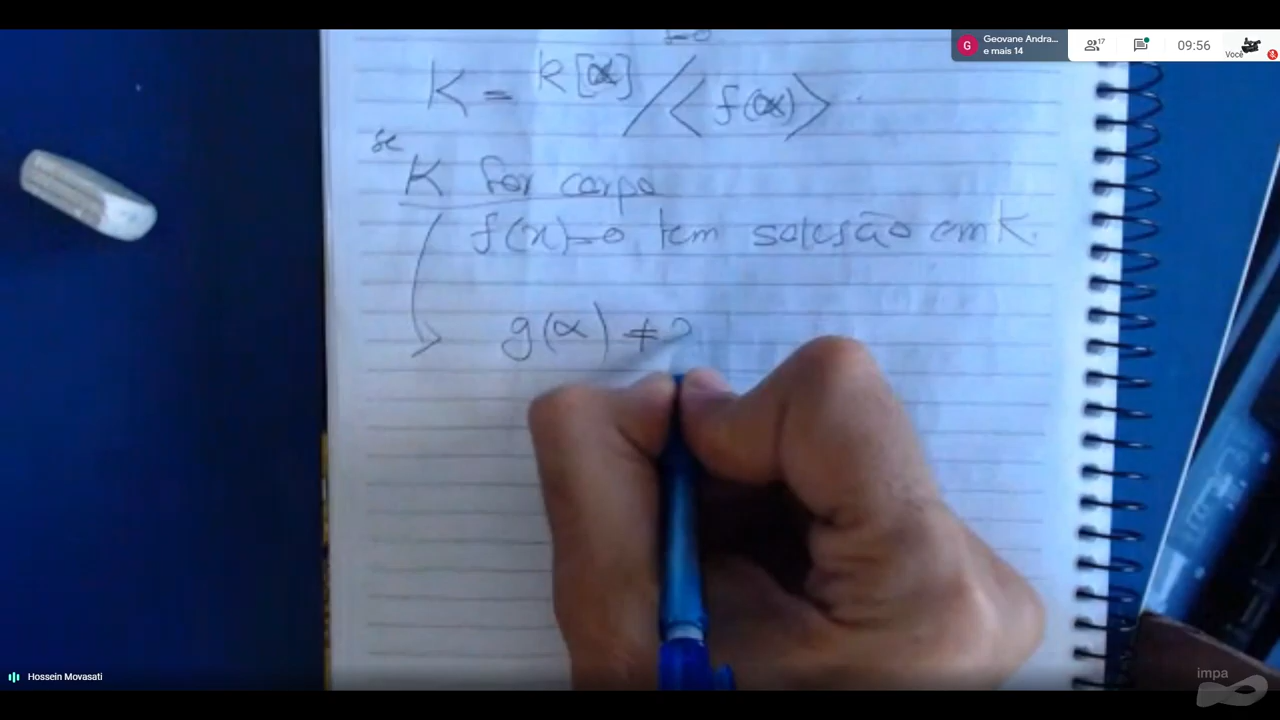 Geovane Andra...
e mais 14
17
09:56
Você
K = k[α] / < f(α) > .
se
K for corpo
f(x)=0 tem solução em K.
g(α) ≠ 0
Hossein Movasati
impa